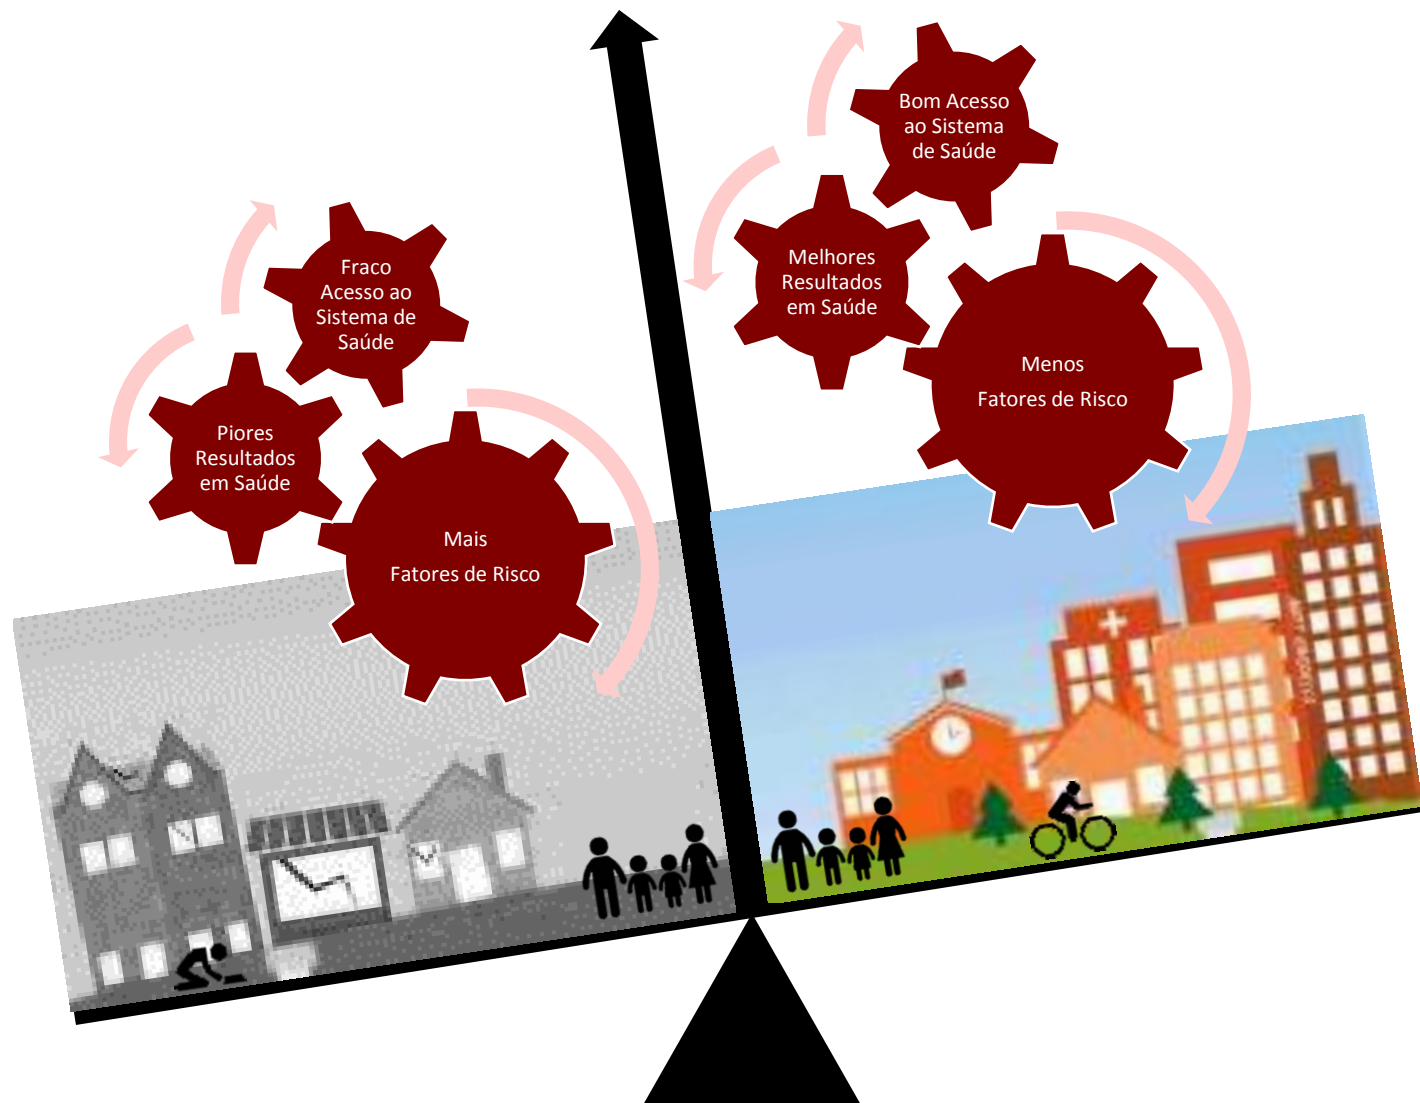 Fraco
Acesso ao
Sistema de
Saúde
Piores
Resultados
em Saúde
Mais
Fatores de Risco
Bom Acesso
ao Sistema
de Saúde
Melhores
Resultados
em Saúde
Menos
Fatores de Risco